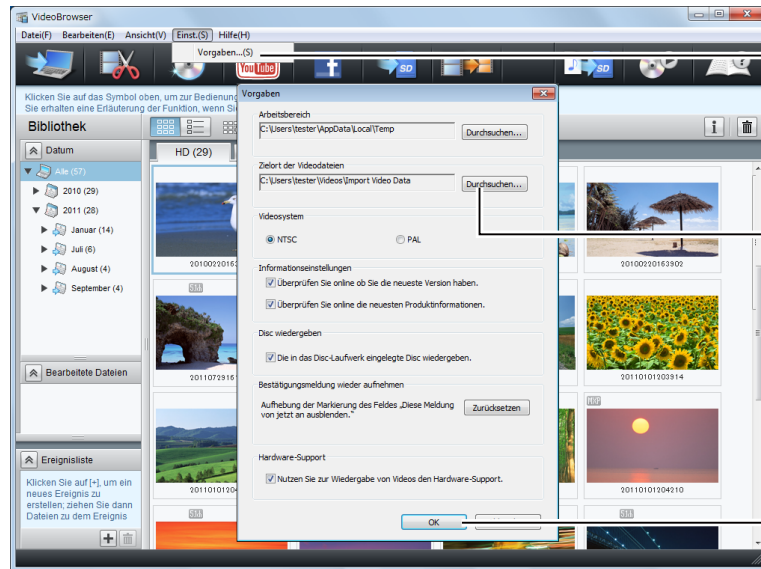 VideoBrowser
Datei(F) Bearbeiten(E) Ansicht(V) Einst.(S) Hilfe(H)
Vorgaben...(S)
You Tube
f
SD
SD
Klicken Sie auf das Symbol oben, um zur Bedienung
Sie erhalten eine Erläuterung der Funktion, wenn Si
Bibliothek
Datum
HD (29)
Alle (57)
2010 (29)
2011 (28)
Januar (14)
Juli (6)
August (4)
September (4)
Bearbeitete Dateien
Ereignisliste
Klicken Sie auf [+], um ein
neues Ereignis zu
erstellen; ziehen Sie dann
Dateien zu dem Ereignis
Vorgaben
Arbeitsbereich
C:\Users\tester\AppData\Local\Temp
Durchsuchen...
Zielort der Videodateien
C:\Users\tester\Videos\Import Video Data
Durchsuchen...
Videosystem
NTSC
PAL
Informationseinstellungen
Überprüfen Sie online ob Sie die neueste Version haben.
Überprüfen Sie online die neuesten Produktinformationen.
Disc wiedergeben
Die in das Disc-Laufwerk eingelegte Disc wiedergeben.
Bestätigungsmeldung wieder aufnehmen
Aufhebung der Markierung des Feldes „Diese Meldung
von jetzt an ausblenden."
Zurücksetzen
Hardware-Support
Nutzen Sie zur Wiedergabe von Videos den Hardware-Support.
OK
20100220163902
20110101203914
MXP
20110101204210